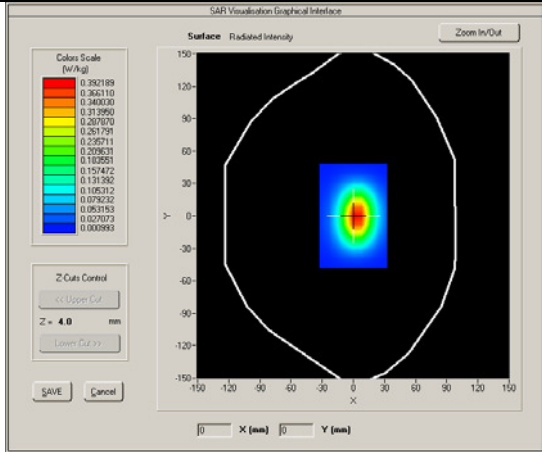 SAR Visualisation Graphical Interface
Surface Radiated Intensity
Zoom In/Out
Colors Scale
(W/kg)
0.392189
0.366110
0.340030
0.313950
0.287870
0.261791
0.235711
0.209631
0.183551
0.157472
0.131392
0.105312
0.079232
0.053153
0.027073
0.000993
Z-Cuts Control
<< Upper Cut
Z = 4.0 mm
Lower Cut >>
SAVE Cancel
150
120
90
60
30
0
-30
-60
-90
-120
-150
Y
-150 -120 -90 -60 -30 0 30 60 90 120 150
X
0 X (mm) 0 Y (mm)